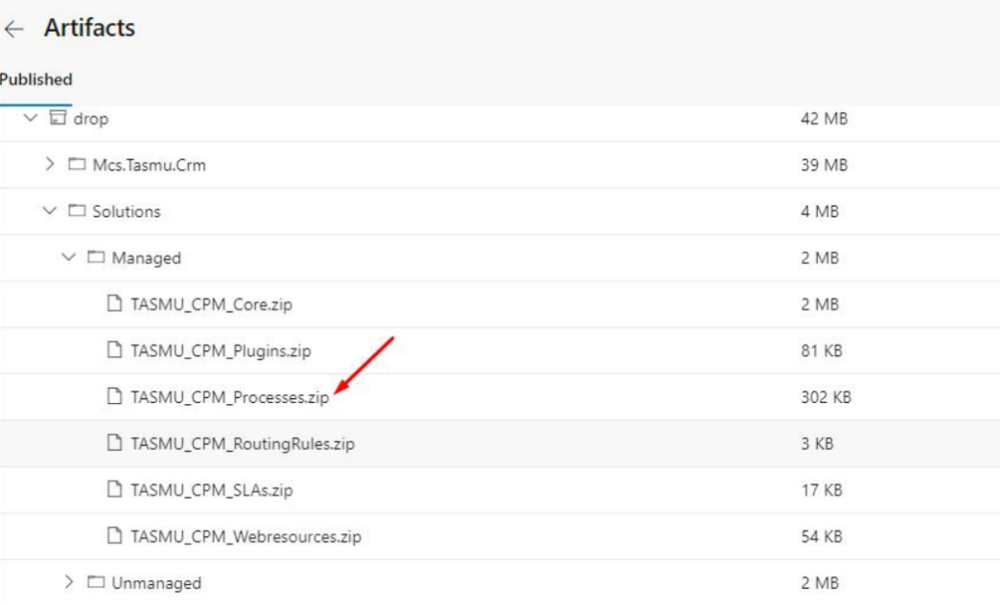 Artifacts
Published
drop 42 MB
Mcs.Tasmu.Crm 39 MB
Solutions 4 MB
Managed 2 MB
TASMU_CPM_Core.zip 2 MB
TASMU_CPM_Plugins.zip 81 KB
TASMU_CPM_Processes.zip 302 KB
TASMU_CPM_RoutingRules.zip 3 KB
TASMU_CPM_SLAs.zip 17 KB
TASMU_CPM_Webresources.zip 54 KB
Unmanaged 2 MB